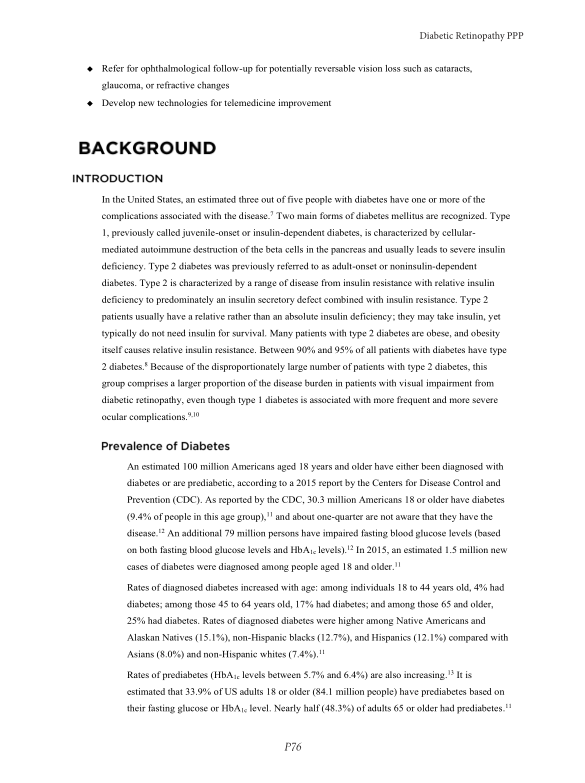 Diabetic Retinopathy PPP
◆ Refer for ophthalmological follow-up for potentially reversable vision loss such as cataracts,
glaucoma, or refractive changes
◆ Develop new technologies for telemedicine improvement
BACKGROUND
INTRODUCTION
In the United States, an estimated three out of five people with diabetes have one or more of the
complications associated with the disease.7 Two main forms of diabetes mellitus are recognized. Type
1, previously called juvenile-onset or insulin-dependent diabetes, is characterized by cellular-
mediated autoimmune destruction of the beta cells in the pancreas and usually leads to severe insulin
deficiency. Type 2 diabetes was previously referred to as adult-onset or noninsulin-dependent
diabetes. Type 2 is characterized by a range of disease from insulin resistance with relative insulin
deficiency to predominately an insulin secretory defect combined with insulin resistance. Type 2
patients usually have a relative rather than an absolute insulin deficiency; they may take insulin, yet
typically do not need insulin for survival. Many patients with type 2 diabetes are obese, and obesity
itself causes relative insulin resistance. Between 90% and 95% of all patients with diabetes have type
2 diabetes.8 Because of the disproportionately large number of patients with type 2 diabetes, this
group comprises a larger proportion of the disease burden in patients with visual impairment from
diabetic retinopathy, even though type 1 diabetes is associated with more frequent and more severe
ocular complications.9,10
Prevalence of Diabetes
An estimated 100 million Americans aged 18 years and older have either been diagnosed with
diabetes or are prediabetic, according to a 2015 report by the Centers for Disease Control and
Prevention (CDC). As reported by the CDC, 30.3 million Americans 18 or older have diabetes
(9.4% of people in this age group),11 and about one-quarter are not aware that they have the
disease.12 An additional 79 million persons have impaired fasting blood glucose levels (based
on both fasting blood glucose levels and HbA1c levels).12 In 2015, an estimated 1.5 million new
cases of diabetes were diagnosed among people aged 18 and older.11
Rates of diagnosed diabetes increased with age: among individuals 18 to 44 years old, 4% had
diabetes; among those 45 to 64 years old, 17% had diabetes; and among those 65 and older,
25% had diabetes. Rates of diagnosed diabetes were higher among Native Americans and
Alaskan Natives (15.1%), non-Hispanic blacks (12.7%), and Hispanics (12.1%) compared with
Asians (8.0%) and non-Hispanic whites (7.4%).11
Rates of prediabetes (HbA1c levels between 5.7% and 6.4%) are also increasing.13 It is
estimated that 33.9% of US adults 18 or older (84.1 million people) have prediabetes based on
their fasting glucose or HbA1c level. Nearly half (48.3%) of adults 65 or older had prediabetes.11
P76